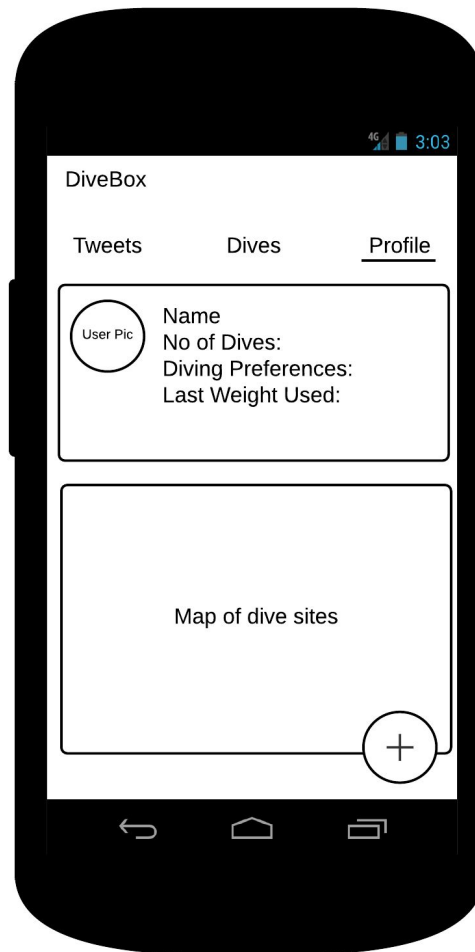 4G 3:03
DiveBox
Tweets Dives Profile
User Pic
Name
No of Dives:
Diving Preferences:
Last Weight Used:
Map of dive sites
+